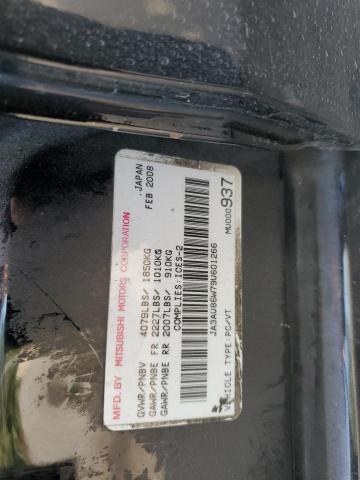 MFD. BY MITSUBISHI MOTORS CORPORATION
JAPAN
FEB 2008
GVWR/PNBV 4079LBS/ 1850KG
GAWR/PNBE FR 2227LBS/ 1010KG
GAWR/PNBE RR 2007LBS/ 910KG
COMPLIES:ICES-2
JA3AU86W79U601266
VEHICLE TYPE:PC/VT
MU000937